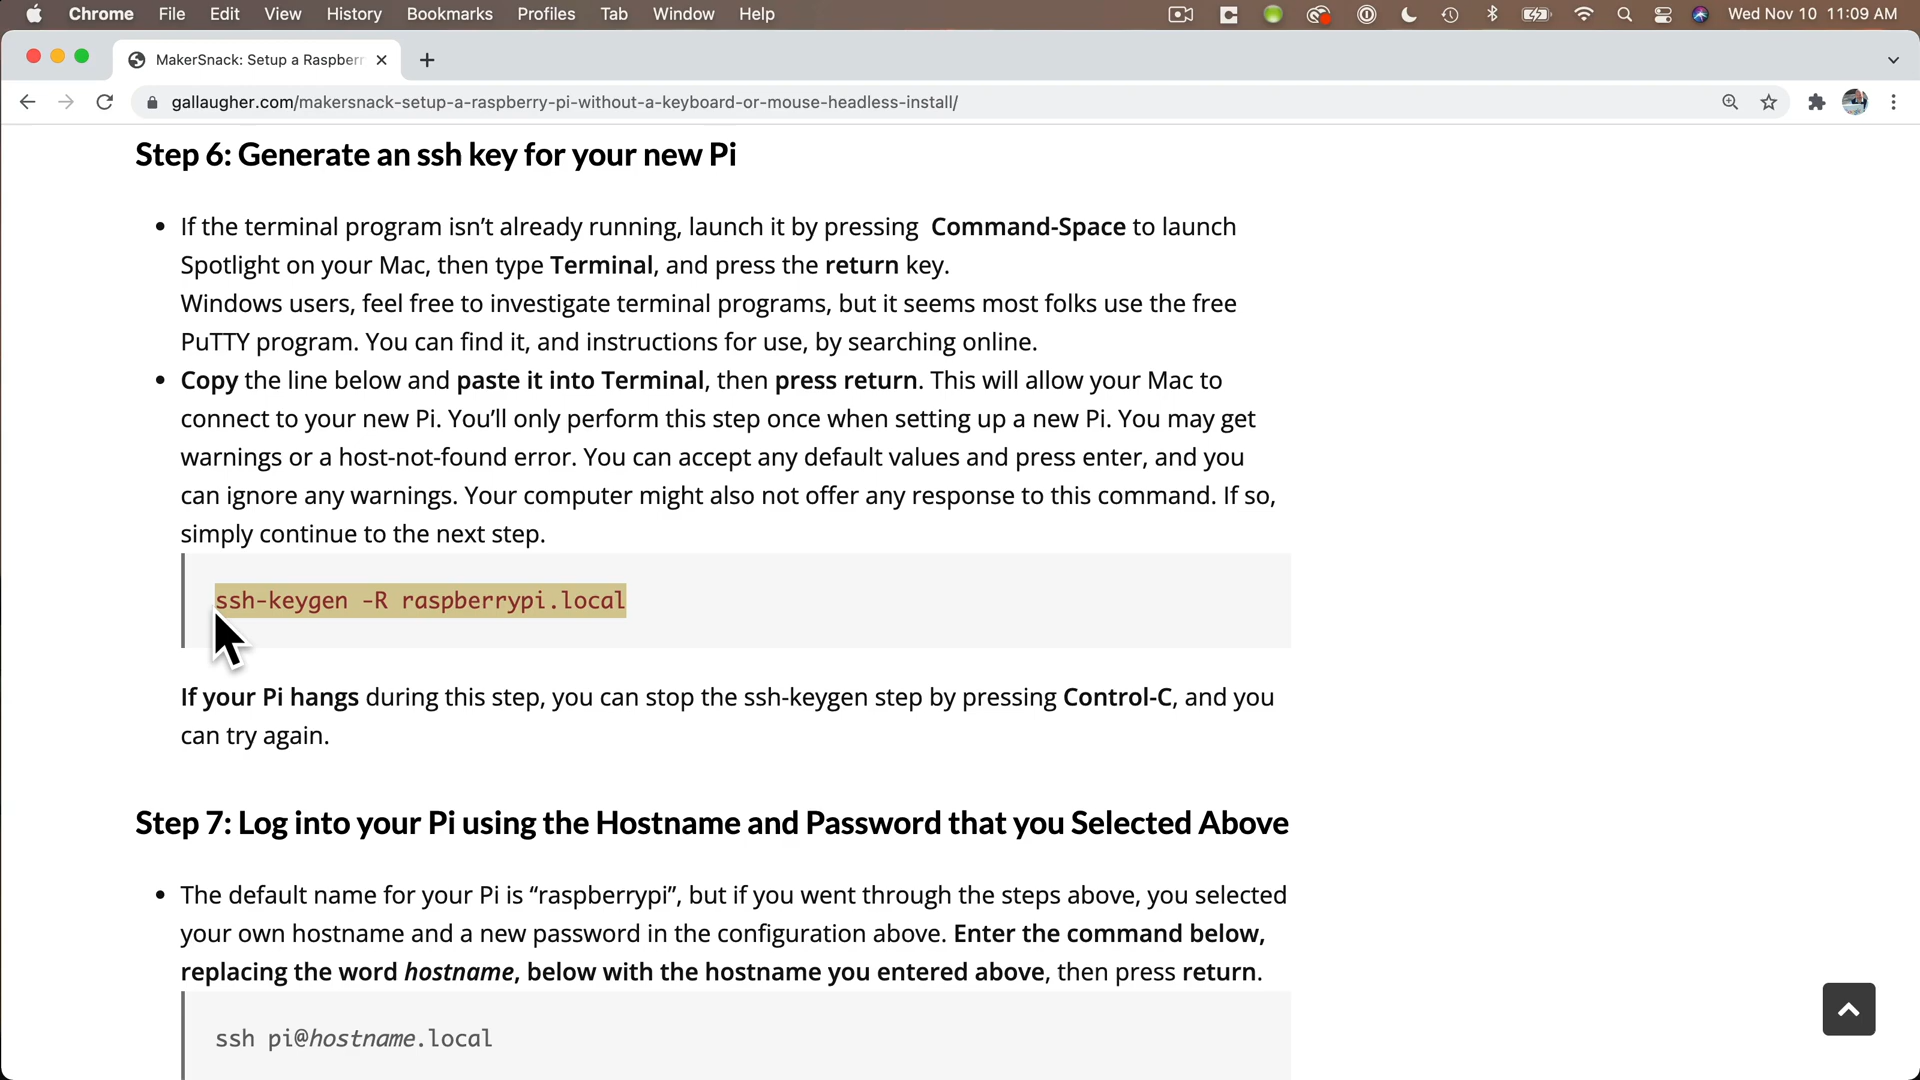 Chrome File Edit View History Bookmarks Profiles Tab Window Help Wed Nov 10 11:09 AM
MakerSnack: Setup a Raspberr
gallaugher.com/makersnack-setup-a-raspberry-pi-without-a-keyboard-or-mouse-headless-install/
Step 6: Generate an ssh key for your new Pi
• If the terminal program isn’t already running, launch it by pressing Command-Space to launch
Spotlight on your Mac, then type Terminal, and press the return key.
Windows users, feel free to investigate terminal programs, but it seems most folks use the free
PuTTY program. You can find it, and instructions for use, by searching online.
• Copy the line below and paste it into Terminal, then press return. This will allow your Mac to
connect to your new Pi. You’ll only perform this step once when setting up a new Pi. You may get
warnings or a host-not-found error. You can accept any default values and press enter, and you
can ignore any warnings. Your computer might also not offer any response to this command. If so,
simply continue to the next step.
ssh-keygen -R raspberrypi.local
If your Pi hangs during this step, you can stop the ssh-keygen step by pressing Control-C, and you
can try again.
Step 7: Log into your Pi using the Hostname and Password that you Selected Above
• The default name for your Pi is “raspberrypi”, but if you went through the steps above, you selected
your own hostname and a new password in the configuration above. Enter the command below,
replacing the word hostname, below with the hostname you entered above, then press return.
ssh pi@hostname.local